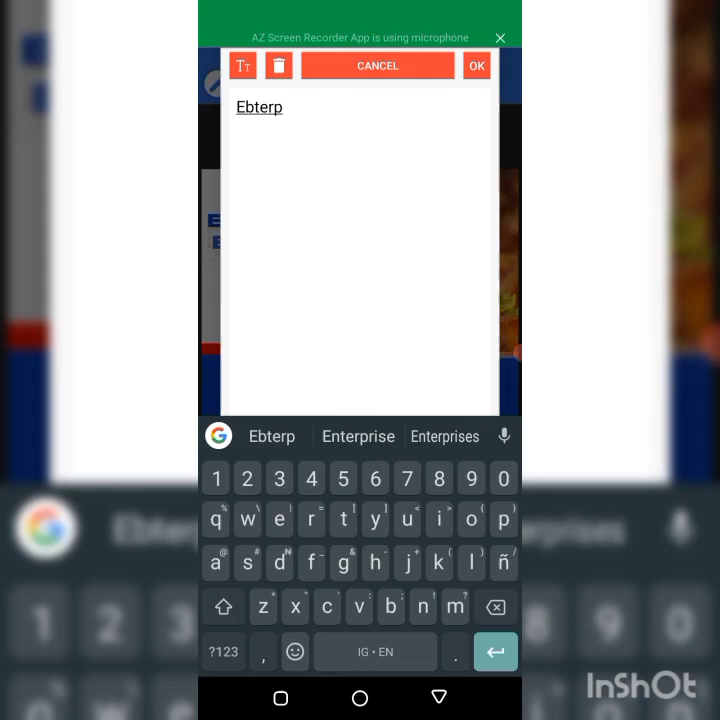 AZ Screen Recorder App is using microphone
TT CANCEL OK
Ebterp
Ebterp Enterprise Enterprises
1 2 3 4 5 6 7 8 9 0
q w e r t y u i o p
a s d f g h j k l ñ
z x c v b n m
?123 , IG • EN .
InShOt